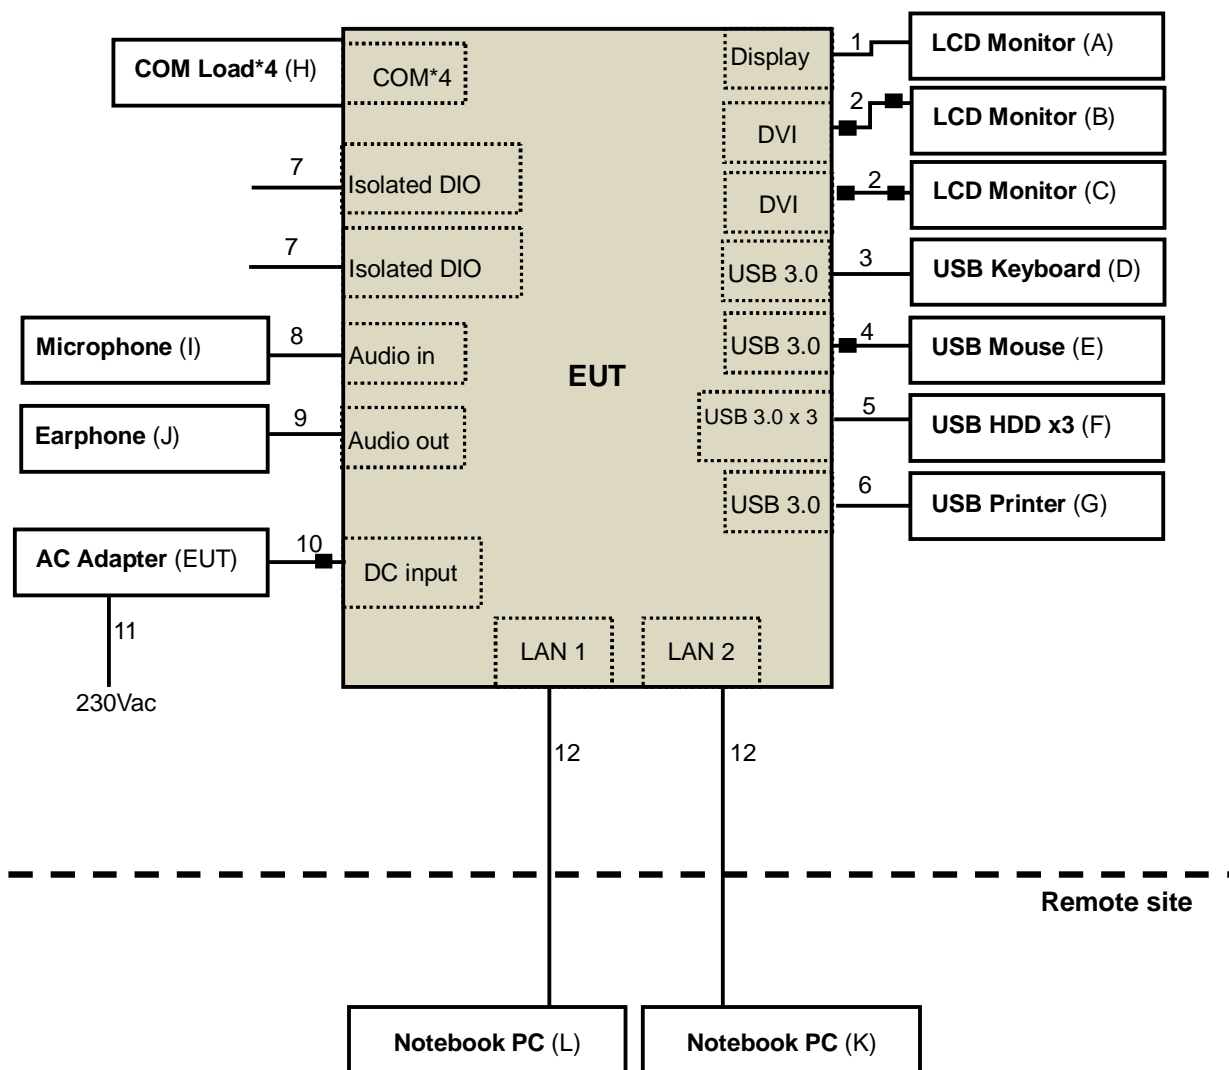 COM Load*4 (H)
COM*4
Display
1
LCD Monitor (A)
2
DVI
LCD Monitor (B)
7
Isolated DIO
DVI
2
LCD Monitor (C)
7
Isolated DIO
USB 3.0
3
USB Keyboard (D)
Microphone (I)
8
Audio in
EUT
USB 3.0
4
USB Mouse (E)
Earphone (J)
9
Audio out
USB 3.0 x 3
5
USB HDD x3 (F)
USB 3.0
6
USB Printer (G)
AC Adapter (EUT)
10
DC input
11
230Vac
LAN 1
LAN 2
12
12
Remote site
Notebook PC (L)
Notebook PC (K)